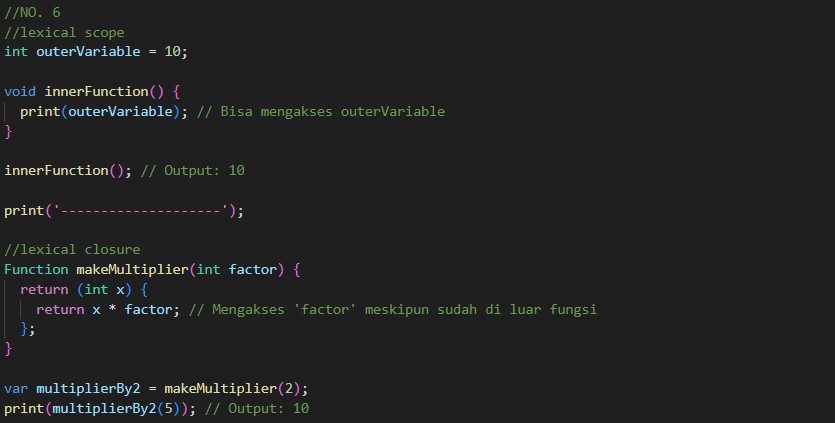 //NO. 6
//lexical scope
int outerVariable = 10;
void innerFunction() {
print(outerVariable); // Bisa mengakses outerVariable
}
innerFunction(); // Output: 10
print('--------------------');
//lexical closure
Function makeMultiplier(int factor) {
return (int x) {
return x * factor; // Mengakses 'factor' meskipun sudah di luar fungsi
};
}
var multiplierBy2 = makeMultiplier(2);
print(multiplierBy2(5)); // Output: 10